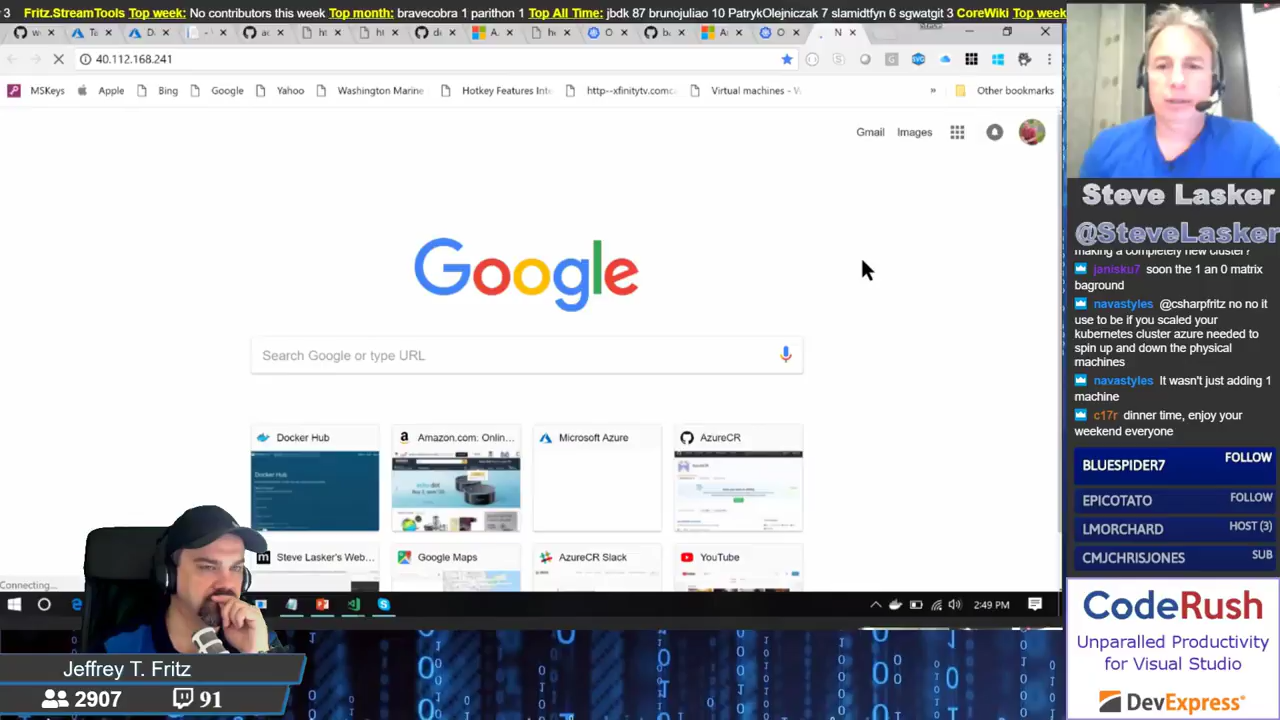 3 Fritz.StreamTools Top week: No contributors this week Top month: bravecobra 1 parithon 1 Top All Time: jbdk 87 brunojuliao 10 PatrykOlejniczak 7 slamidtfyn 6 sgwatgit 3 CoreWiki Top week
40.112.168.241
MSKeys Apple Bing Google Yahoo Washington Marine Hotkey Features Int http--xfinitytv.comc Virtual machines - W » Other bookmarks
Gmail Images
Google
Search Google or type URL
Docker Hub Amazon.com: Onlin... Microsoft Azure AzureCR
Steve Lasker's Web... Google Maps AzureCR Slack YouTube
Connecting...
2:49 PM
Jeffrey T. Fritz
2907 91
Steve Lasker
@SteveLasker
making a completely new cluster?
janisku7 soon the 1 an 0 matrix
baground
navastyles @csharpfritz no no it
use to be if you scaled your
kubernetes cluster azure needed to
spin up and down the physical
machines
navastyles It wasn't just adding 1
machine
c17r dinner time, enjoy your
weekend everyone
BLUESPIDER7 FOLLOW
EPICOTATO FOLLOW
LMORCHARD HOST (3)
CMJCHRISJONES SUB
CodeRush
Unparalled Productivity
for Visual Studio
DevExpress